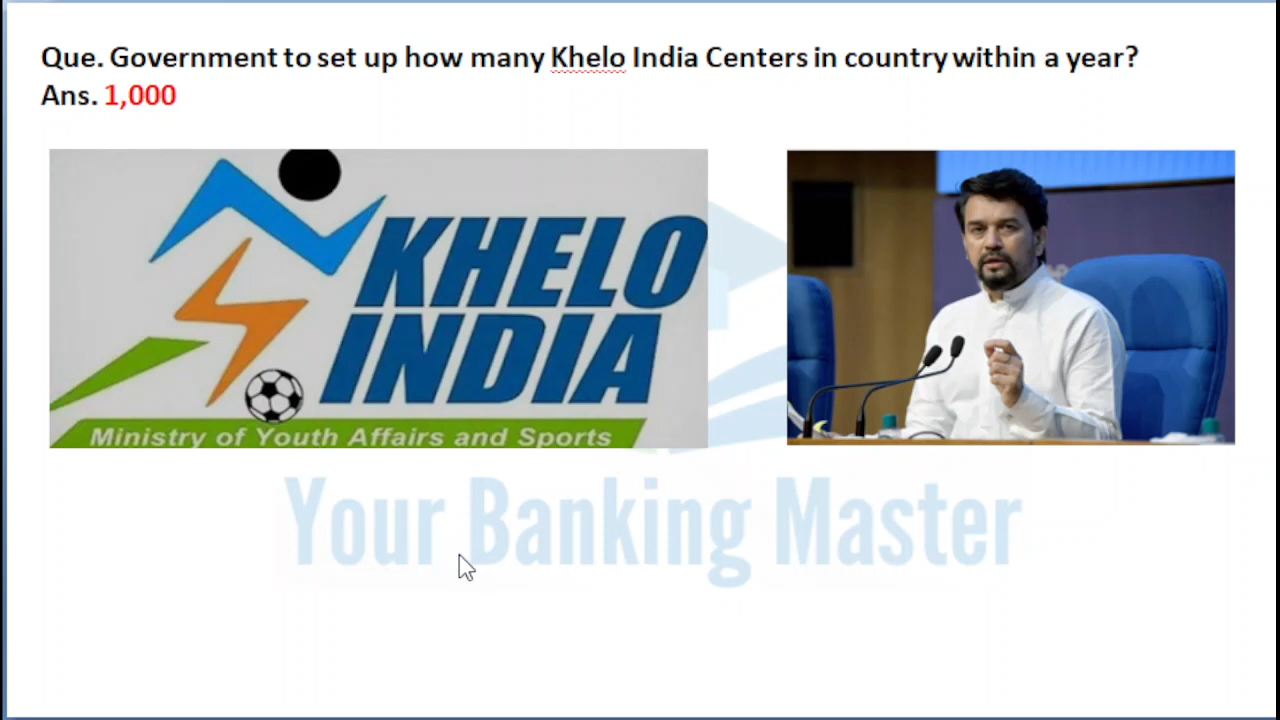 Que. Government to set up how many Khelo India Centers in country within a year?
Ans. 1,000
KHELO
INDIA
Ministry of Youth Affairs and Sports
Your Banking Master